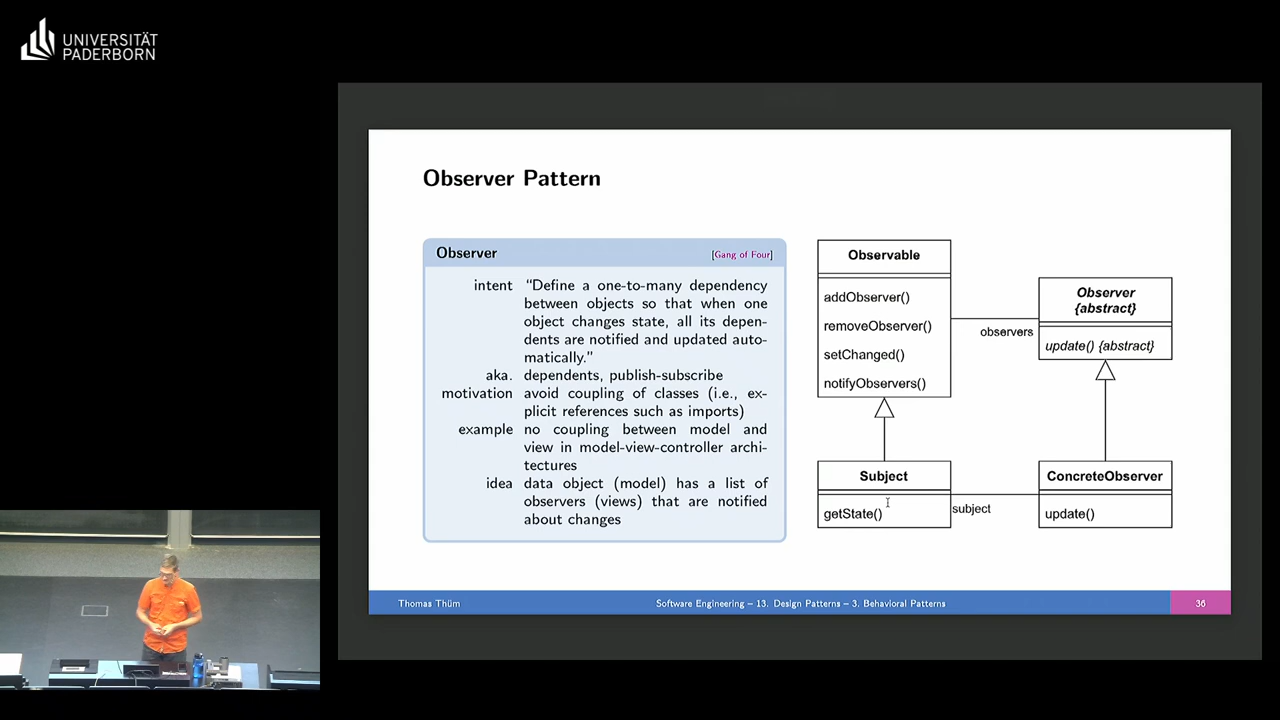 UNIVERSITÄT
PADERBORN
Observer Pattern
Observer
[Gang of Four]
intent "Define a one-to-many dependency
between objects so that when one
object changes state, all its depen-
dents are notified and updated auto-
matically."
aka. dependents, publish-subscribe
motivation avoid coupling of classes (i.e., ex-
plicit references such as imports)
example no coupling between model and
view in model-view-controller archi-
tectures
idea data object (model) has a list of
observers (views) that are notified
about changes
Observable
addObserver()
removeObserver()
setChanged()
notifyObservers()
observers
Observer
{abstract}
update() {abstract}
Subject
getState()
subject
ConcreteObserver
update()
Thomas Thüm
Software Engineering – 13. Design Patterns – 3. Behavioral Patterns
36